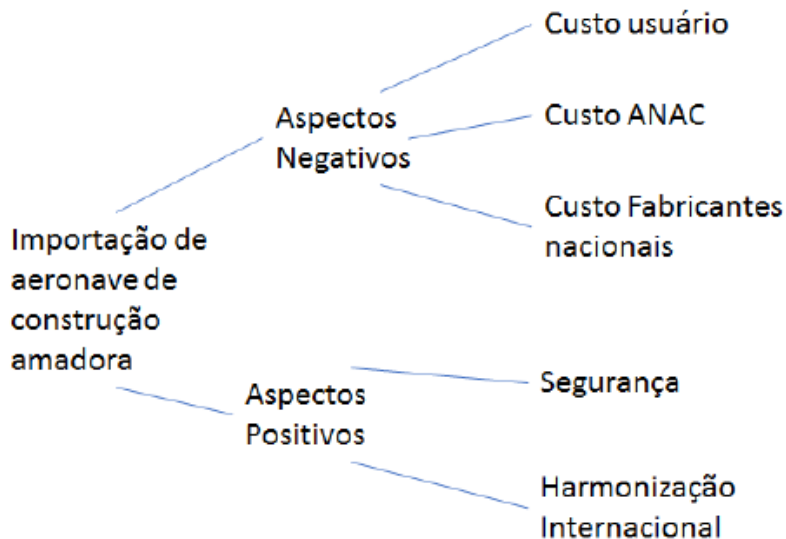 Importação de
aeronave de
construção
amadora
Aspectos
Negativos
Custo usuário
Custo ANAC
Custo Fabricantes
nacionais
Aspectos
Positivos
Segurança
Harmonização
Internacional